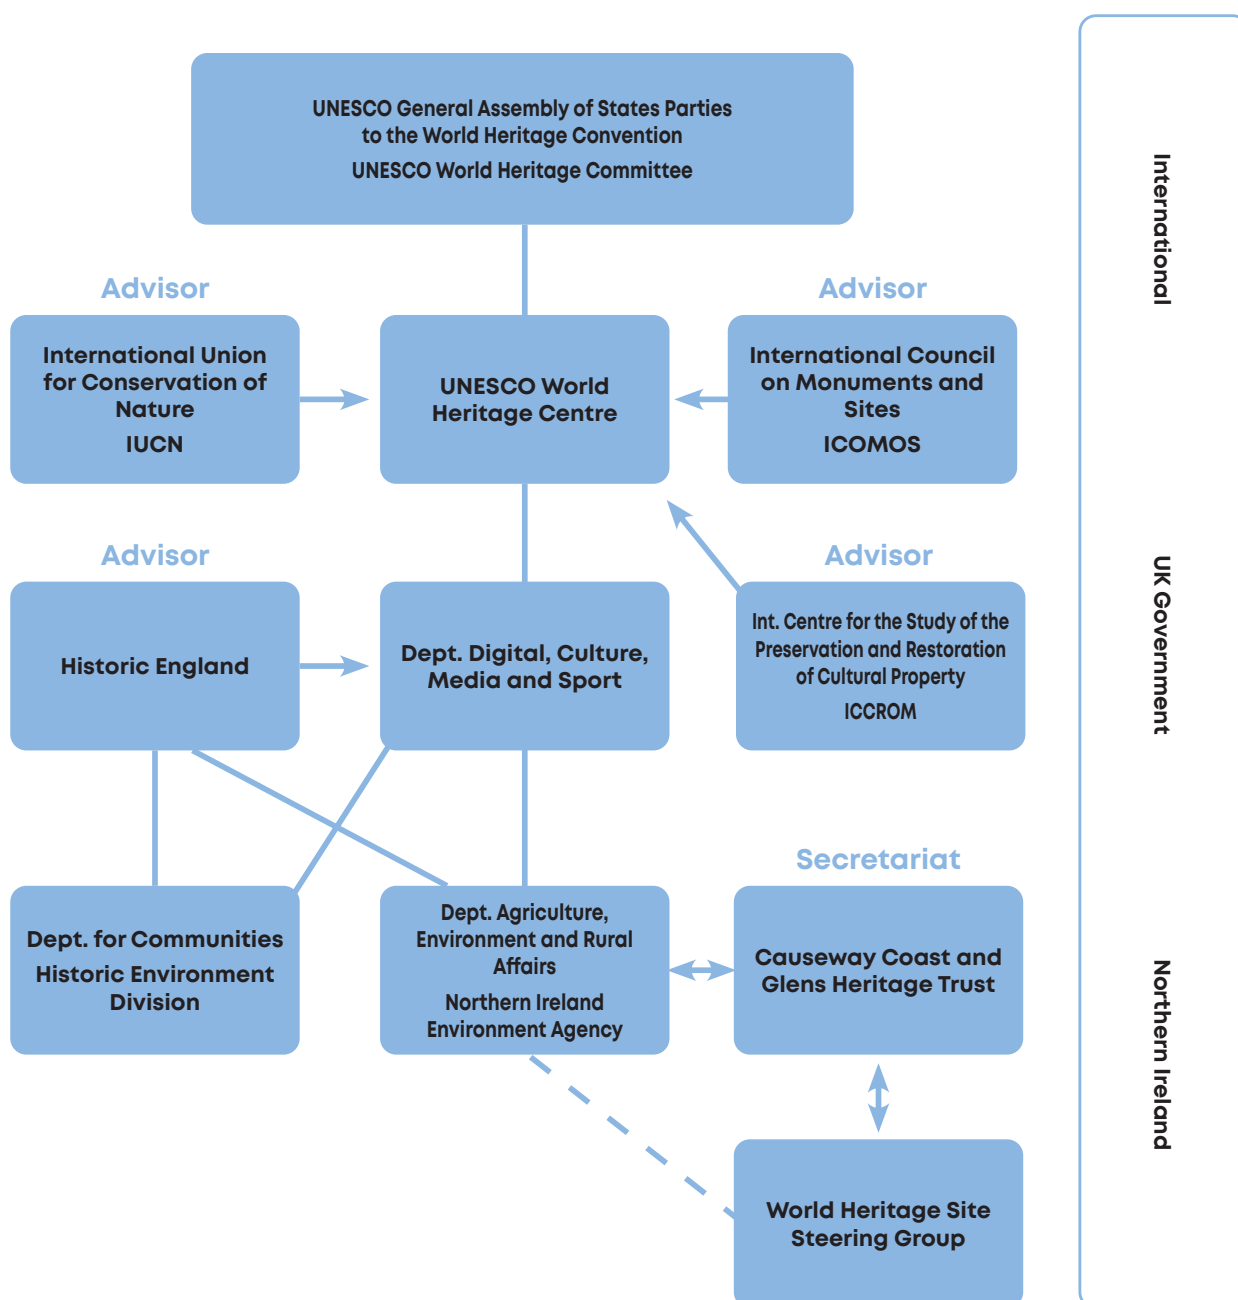 UNESCO General Assembly of States Parties
to the World Heritage Convention
UNESCO World Heritage Committee
Advisor
International Union
for Conservation of
Nature
IUCN
UNESCO World
Heritage Centre
Advisor
International Council
on Monuments and
Sites
ICOMOS
Advisor
Historic England
Dept. Digital, Culture,
Media and Sport
Advisor
Int. Centre for the Study of the
Preservation and Restoration
of Cultural Property
ICCROM
Dept. for Communities
Historic Environment
Division
Dept. Agriculture,
Environment and Rural
Affairs
Northern Ireland
Environment Agency
Secretariat
Causeway Coast and
Glens Heritage Trust
World Heritage Site
Steering Group
International
UK Government
Northern Ireland